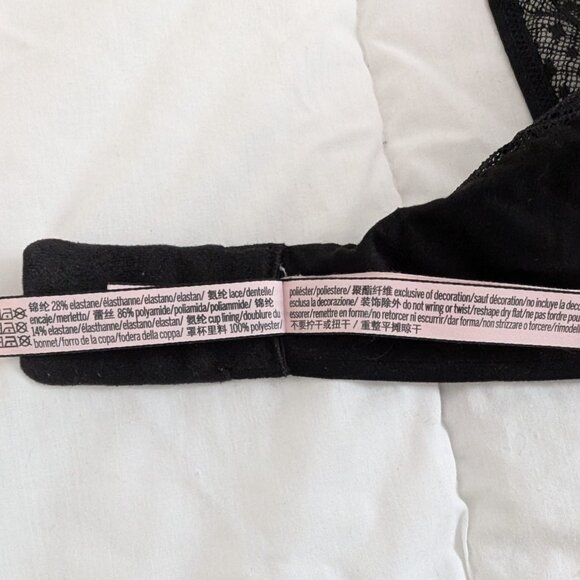 锦纶 28% elastane/élasthanne/elastano/elastan/ 氨纶 lace/dentelle/
encaje/merletto/ 蕾丝 86% polyamide/poliamida/poliammide/ 锦纶
14% elastane/élasthanne/elastano/elastan/ 氨纶 cup lining/doublure du
bonnet/forro de la copa/fodera della coppa/ 罩杯里料 100% polyester/
poliéster/poliestere/ 聚酯纤维 exclusive of decoration/sauf décoration/no incluye la deco
esclusa la decorazione/ 装饰除外 do not wring or twist/reshape dry flat/ne pas tordre
essorer/remettre en forme/no retorcer ni escurrir/dar forma/non strizzare o torcere/
不要拧干或扭干 / 重整平摊晾干